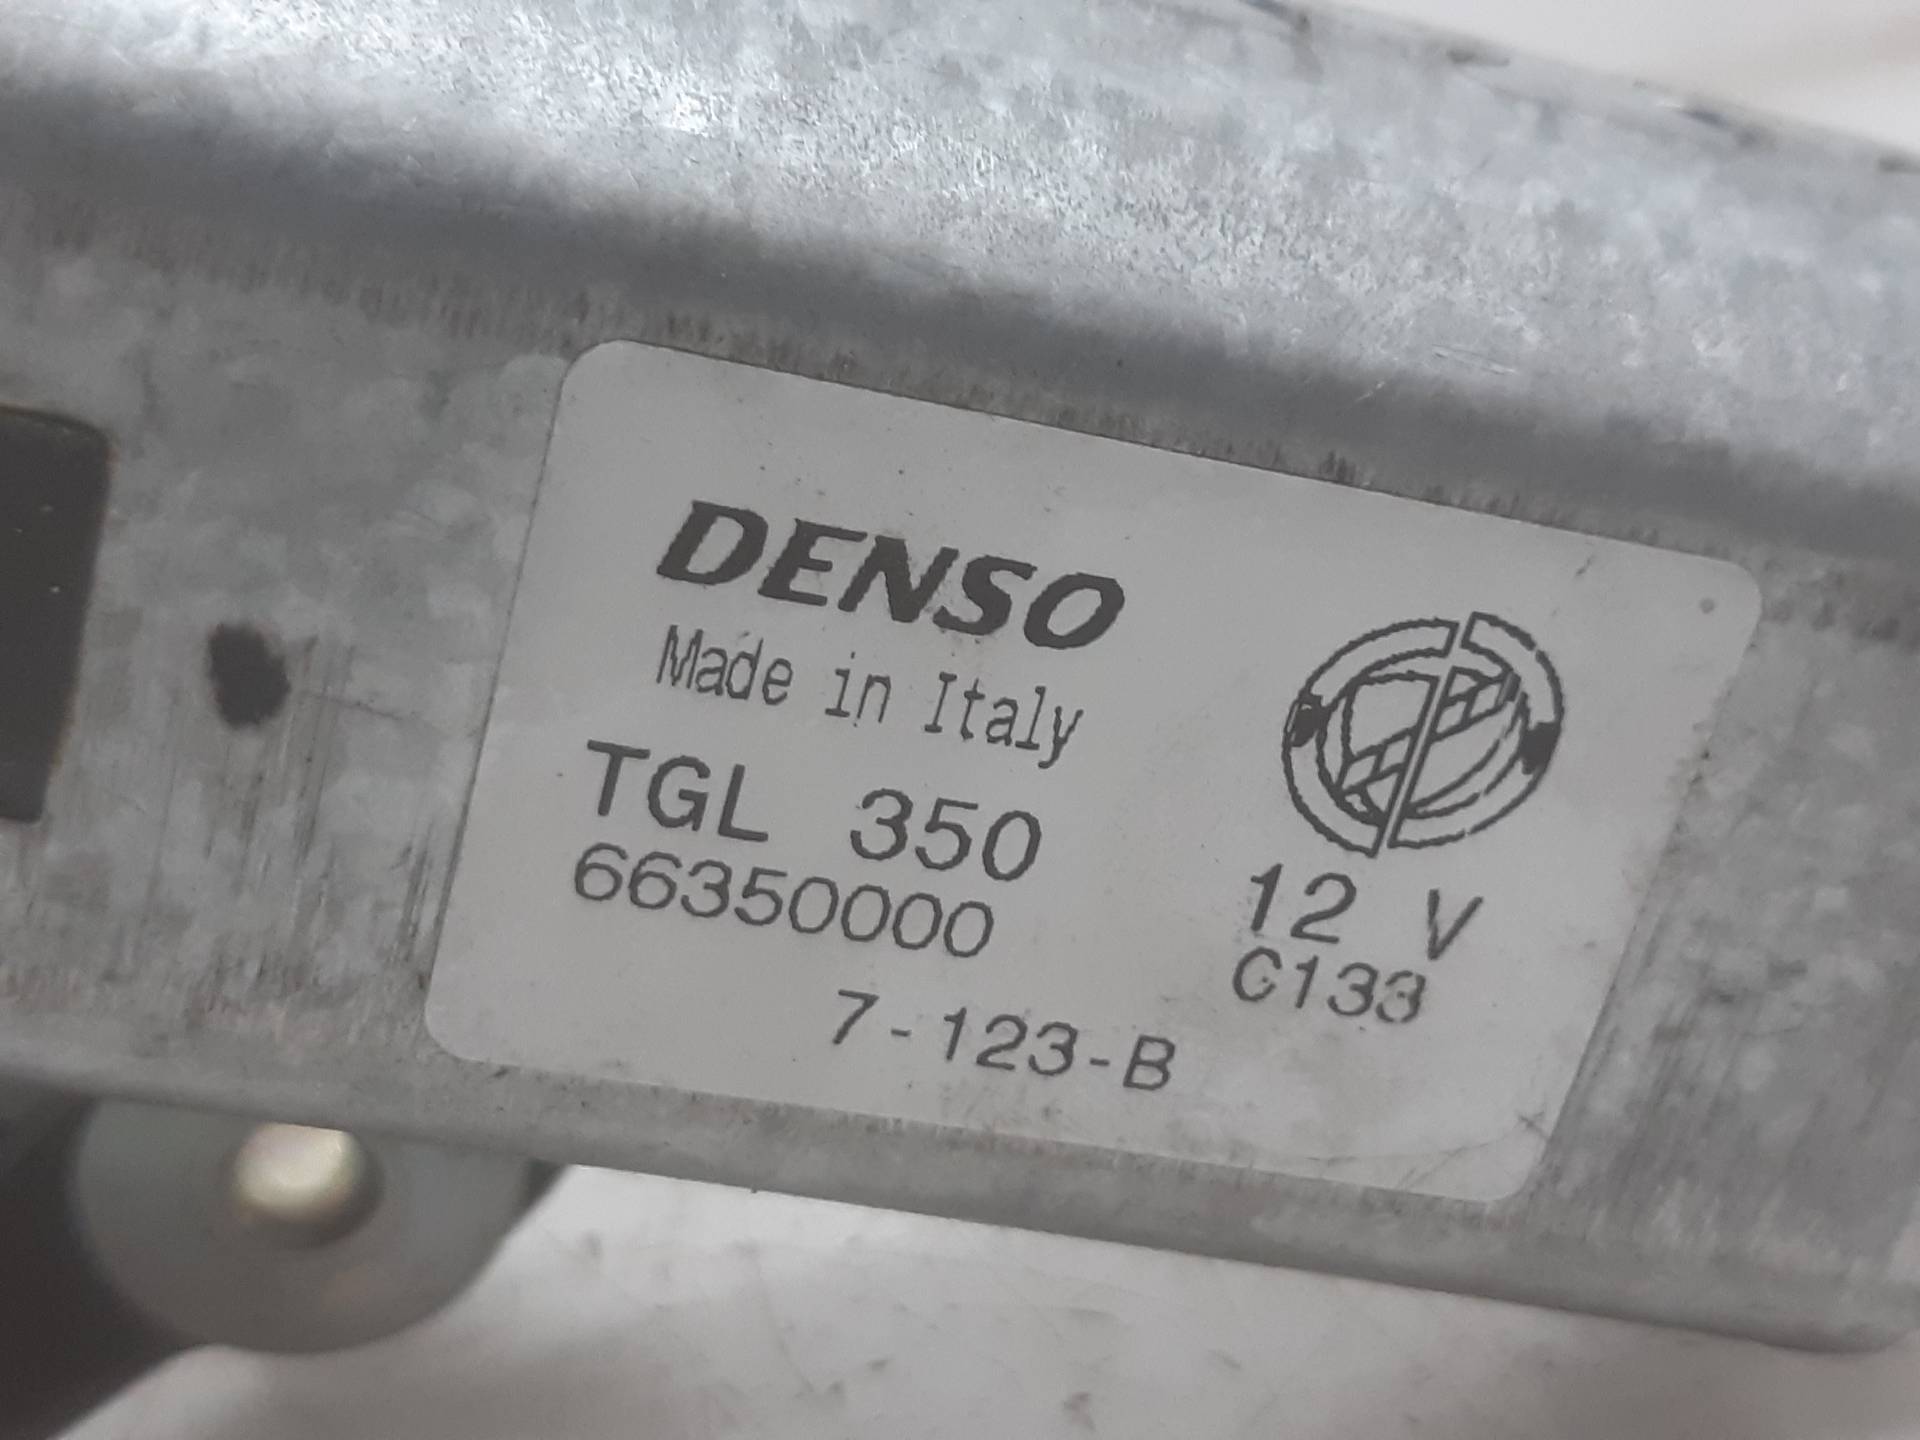 DENSO
Made in Italy
TGL 350
66350000
12 V
C133
7-123-B